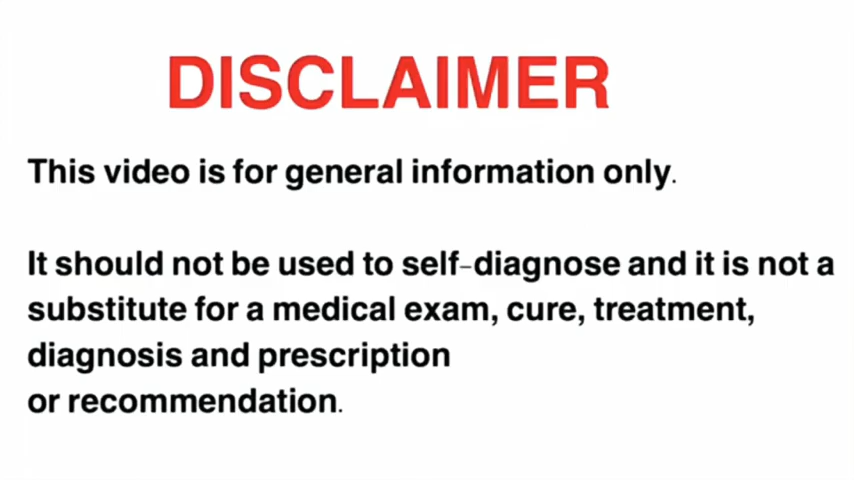 DISCLAIMER
This video is for general information only.
It should not be used to self-diagnose and it is not a
substitute for a medical exam, cure, treatment,
diagnosis and prescription
or recommendation.